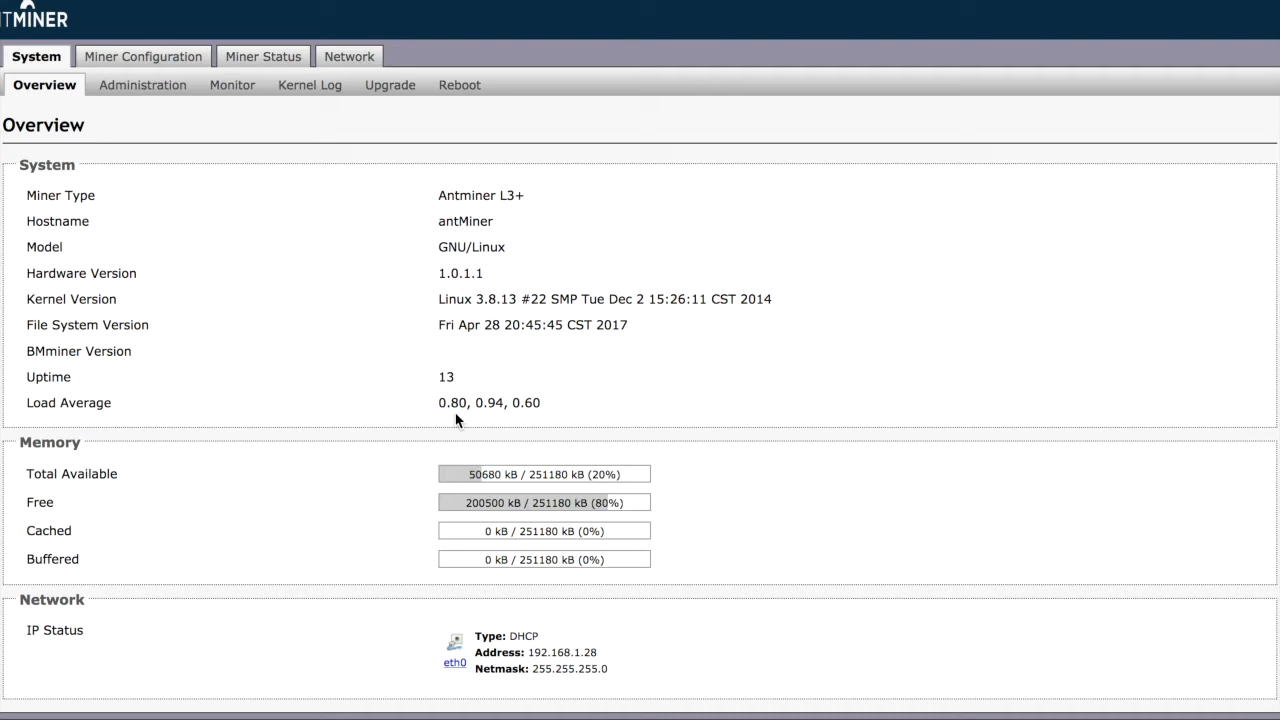 TMINER
System Miner Configuration Miner Status Network
Overview Administration Monitor Kernel Log Upgrade Reboot
Overview
System
Miner Type Antminer L3+
Hostname antMiner
Model GNU/Linux
Hardware Version 1.0.1.1
Kernel Version Linux 3.8.13 #22 SMP Tue Dec 2 15:26:11 CST 2014
File System Version Fri Apr 28 20:45:45 CST 2017
BMminer Version
Uptime 13
Load Average 0.80, 0.94, 0.60
Memory
Total Available 50680 kB / 251180 kB (20%)
Free 200500 kB / 251180 kB (80%)
Cached 0 kB / 251180 kB (0%)
Buffered 0 kB / 251180 kB (0%)
Network
IP Status
Type: DHCP
Address: 192.168.1.28
eth0
Netmask: 255.255.255.0